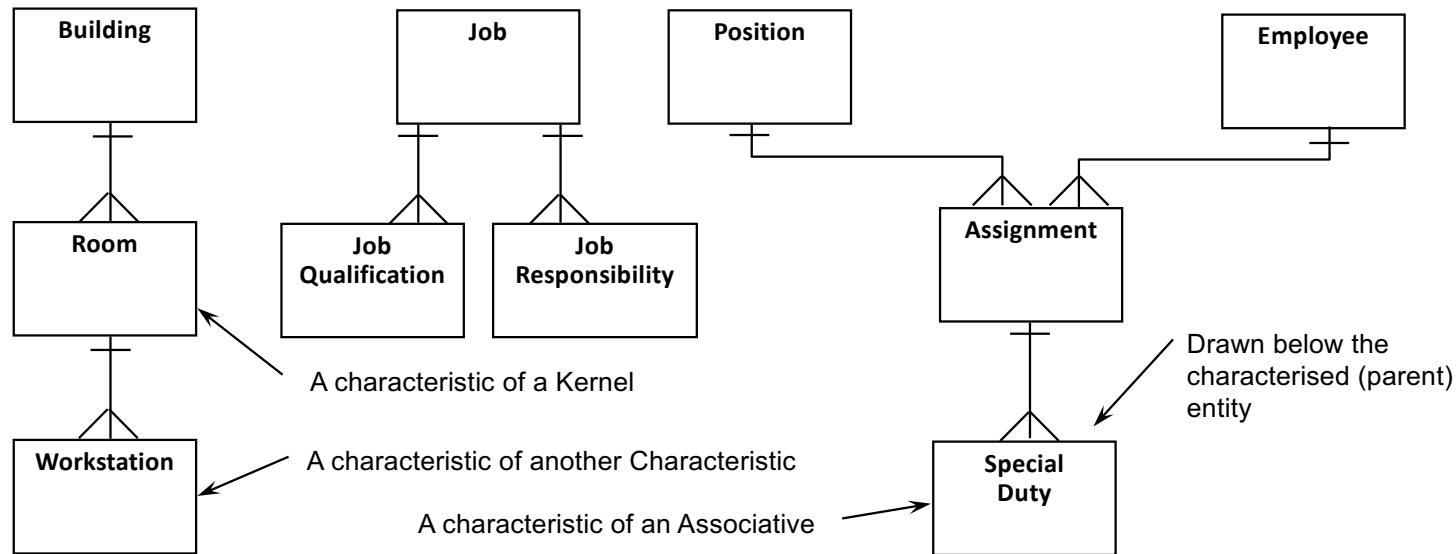 Building
Job
Position
Employee
Room
Job
Qualification
Job
Responsibility
Assignment
A characteristic of a Kernel
Drawn below the
characterised (parent)
entity
Workstation
A characteristic of another Characteristic
Special
Duty
A characteristic of an Associative